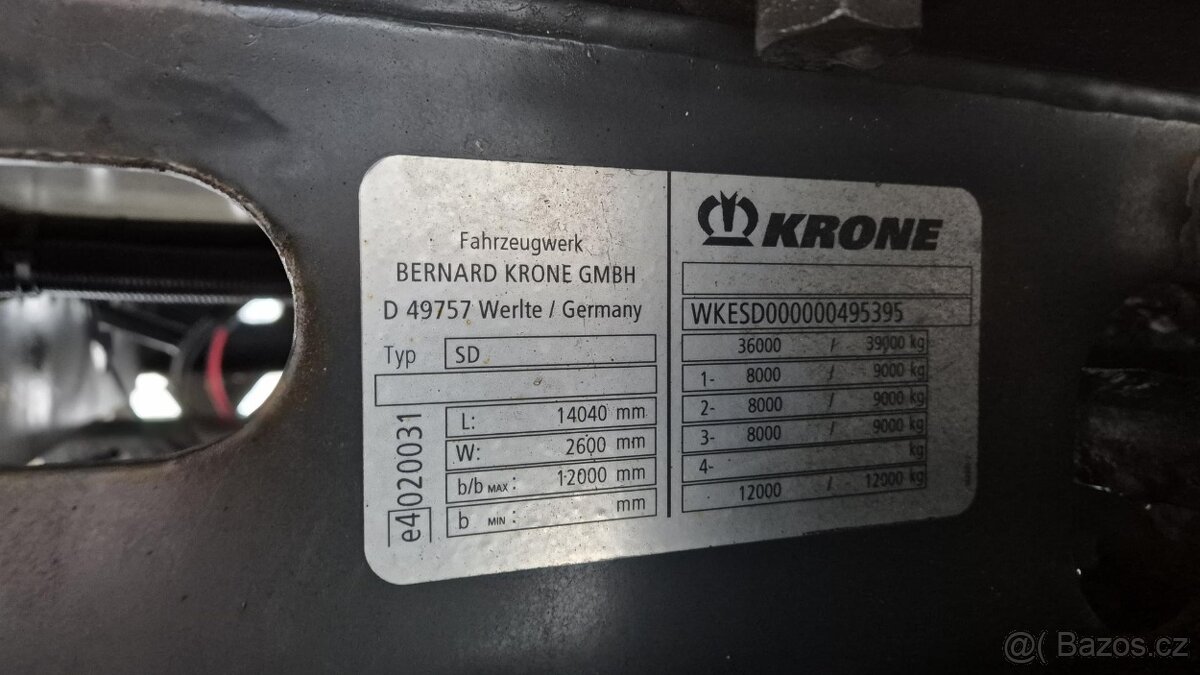 Fahrzeugwerk
BERNARD KRONE GMBH
D 49757 Werlte / Germany
Typ SD
e4 020031
L: 14040 mm
W: 2600 mm
b/b MAX : 12000 mm
b MIN : mm
KRONE
WKESD000000495395
36000 / 39000 kg
1- 8000 / 9000 kg
2- 8000 / 9000 kg
3- 8000 / 9000 kg
4- kg
12000 / 12000 kg
@( Bazos.cz